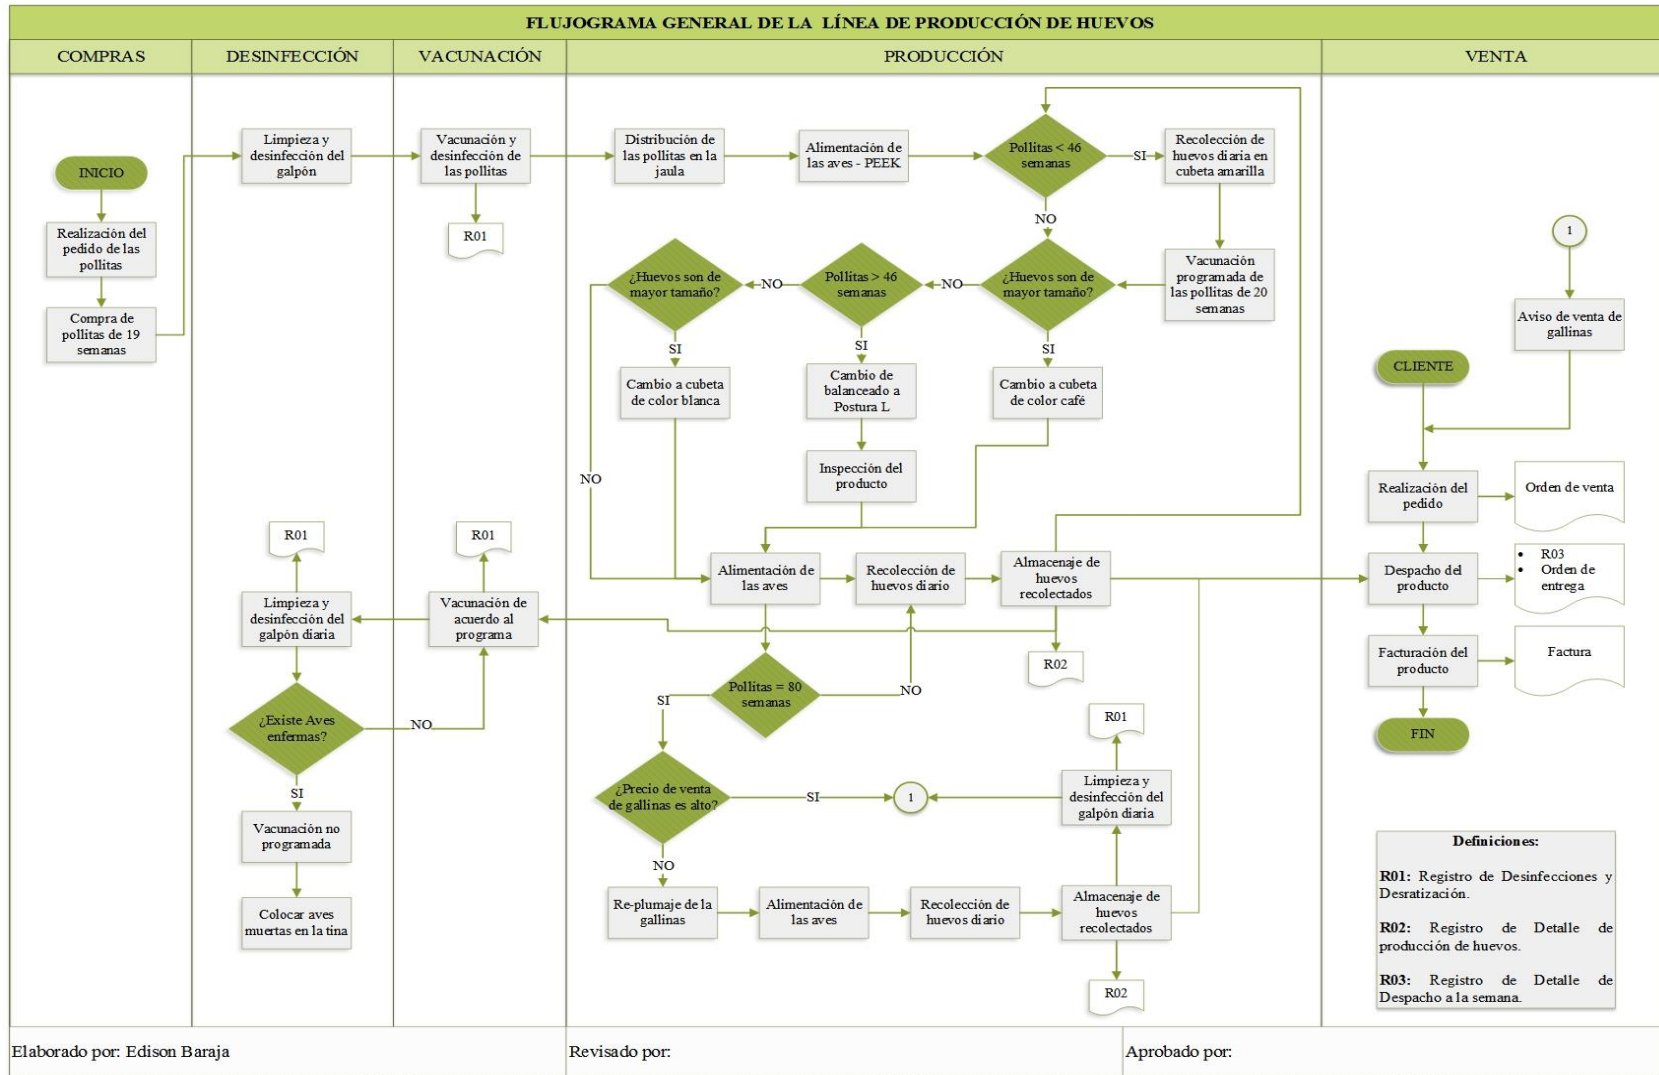 FLUJOGRAMA GENERAL DE LA LÍNEA DE PRODUCCIÓN DE HUEVOS
COMPRAS
DESINFECCIÓN
VACUNACIÓN
PRODUCCIÓN
VENTA
INICIO
Realización del
pedido de las
pollitas
Compra de
pollitas de 19
semanas
Limpieza y
desinfección del
galpón
Vacunación y
desinfección de
las pollitas
R01
Distribución de
las pollitas en la
jaula
Alimentación de
las aves - PEEK
Pollitas < 46
semanas
SI
Recolección de
huevos diaria en
cubeta amarilla
NO
Vacunación
programada de
las pollitas de 20
semanas
¿Huevos son de
mayor tamaño?
NO
Pollitas > 46
semanas
NO
¿Huevos son de
mayor tamaño?
SI
SI
SI
Cambio a cubeta
de color blanca
Cambio de
balanceado a
Postura L
Cambio a cubeta
de color café
NO
Inspección del
producto
Alimentación de
las aves
Recolección de
huevos diario
Almacenaje de
huevos
recolectados
R02
R01
R01
Limpieza y
desinfección del
galpón diaria
Vacunación de
acuerdo al
programa
¿Existe Aves
enfermas?
NO
SI
Vacunación no
programada
Colocar aves
muertas en la tina
Pollitas = 80
semanas
SI
NO
¿Precio de venta
de gallinas es alto?
SI
1
NO
R01
Limpieza y
desinfección del
galpón diaria
Re-plumaje de la
gallinas
Alimentación de
las aves
Recolección de
huevos diario
Almacenaje de
huevos
recolectados
R02
1
Aviso de venta de
gallinas
CLIENTE
Realización del
pedido
Orden de venta
Despacho del
producto
• R03
• Orden de
entrega
Facturación del
producto
Factura
FIN
Definiciones:
R01: Registro de Desinfecciones y
Desratización.
R02: Registro de Detalle de
producción de huevos.
R03: Registro de Detalle de
Despacho a la semana.
Elaborado por: Edison Baraja
Revisado por:
Aprobado por: